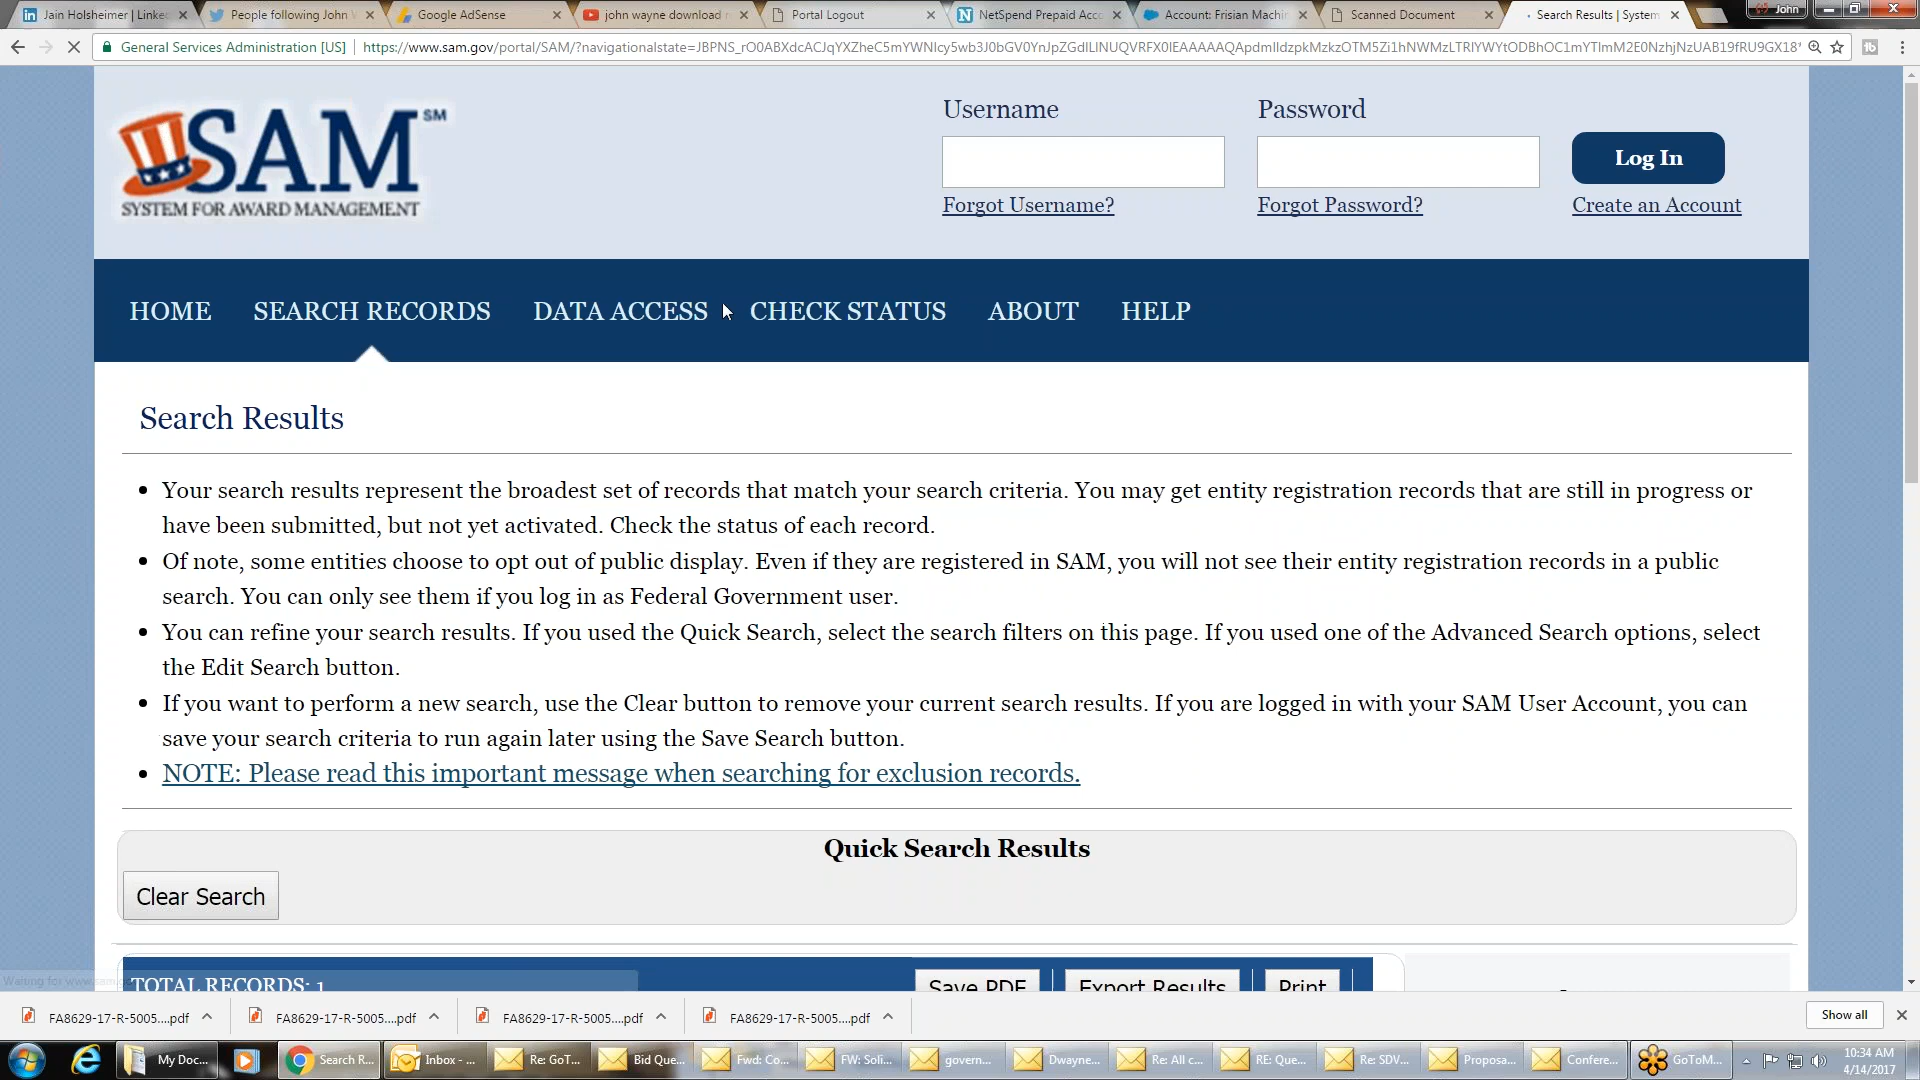 Jain Holsheimer | Linked
People following John W
Google AdSense
john wayne download r
Portal Logout
NetSpend Prepaid Acco
Account: Frisian Machin
Scanned Document
Search Results | System
John
General Services Administration [US]
SAM SM
SYSTEM FOR AWARD MANAGEMENT
Username
Password
Log In
Forgot Username?
Forgot Password?
Create an Account
HOME
SEARCH RECORDS
DATA ACCESS
CHECK STATUS
ABOUT
HELP
Search Results
Your search results represent the broadest set of records that match your search criteria. You may get entity registration records that are still in progress or
have been submitted, but not yet activated. Check the status of each record.
Of note, some entities choose to opt out of public display. Even if they are registered in SAM, you will not see their entity registration records in a public
search. You can only see them if you log in as Federal Government user.
You can refine your search results. If you used the Quick Search, select the search filters on this page. If you used one of the Advanced Search options, select
the Edit Search button.
If you want to perform a new search, use the Clear button to remove your current search results. If you are logged in with your SAM User Account, you can
save your search criteria to run again later using the Save Search button.
NOTE: Please read this important message when searching for exclusion records.
Quick Search Results
Clear Search
TOTAL RECORDS: 1
Save PDF
Export Results
Print
Waiting for www.sam.g
FA8629-17-R-5005....pdf
FA8629-17-R-5005....pdf
FA8629-17-R-5005....pdf
FA8629-17-R-5005....pdf
Show all
My Doc...
Search R...
Inbox - ...
Re: GoT...
Bid Que...
Fwd: Co...
FW: Soli...
govern...
Dwayne...
Re: All c...
RE: Que...
Re: SDV...
Proposa...
Confere...
GoToM...
10:34 AM
4/14/2017